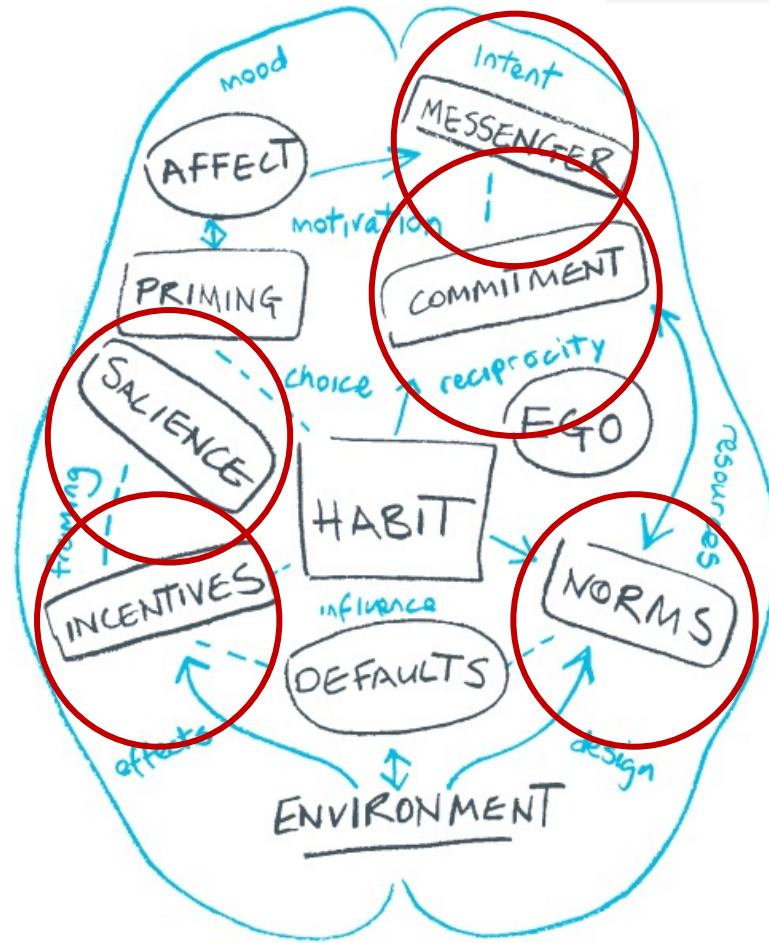 mood
Intent
AFFECT
MESSENGER
motivation
PRIMING
COMMITMENT
SALIENCE
choice
reciprocity
EGO
framing
resources
HABIT
INCENTIVES
NORMS
influence
DEFAULTS
effects
design
ENVIRONMENT